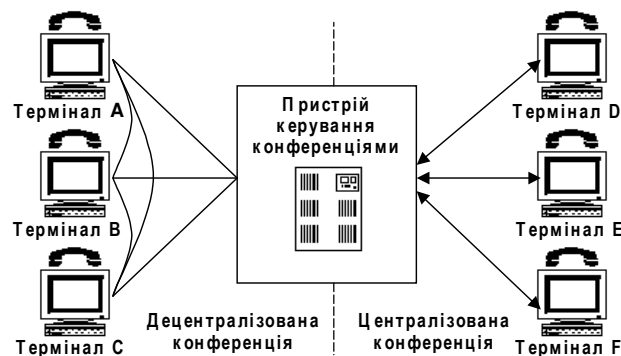 Термінал A
Термінал B
Термінал C
Пристрій
керування
конференціями
Децентралізована
конференція
Централізована
конференція
Термінал D
Термінал E
Термінал F